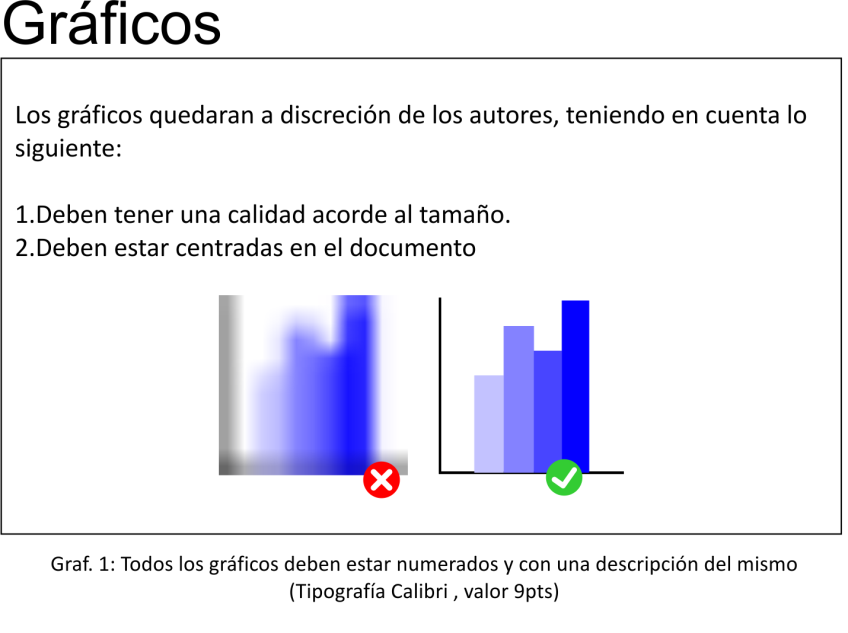 Gráficos
Los gráficos quedaran a discreción de los autores, teniendo en cuenta lo
siguiente:
1.Deben tener una calidad acorde al tamaño.
2.Deben estar centradas en el documento
Graf. 1: Todos los gráficos deben estar numerados y con una descripción del mismo
(Tipografía Calibri , valor 9pts)